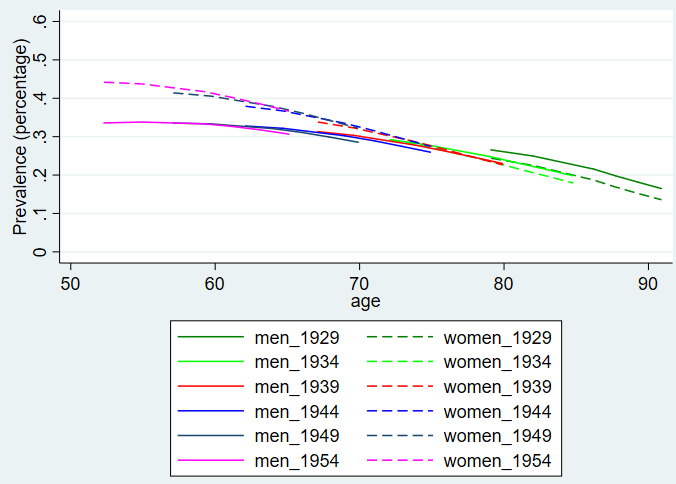 Prevalence (percentage)
.6
.5
.4
.3
.2
.1
0
50 60 70 80 90
age
men_1929 women_1929
men_1934 women_1934
men_1939 women_1939
men_1944 women_1944
men_1949 women_1949
men_1954 women_1954